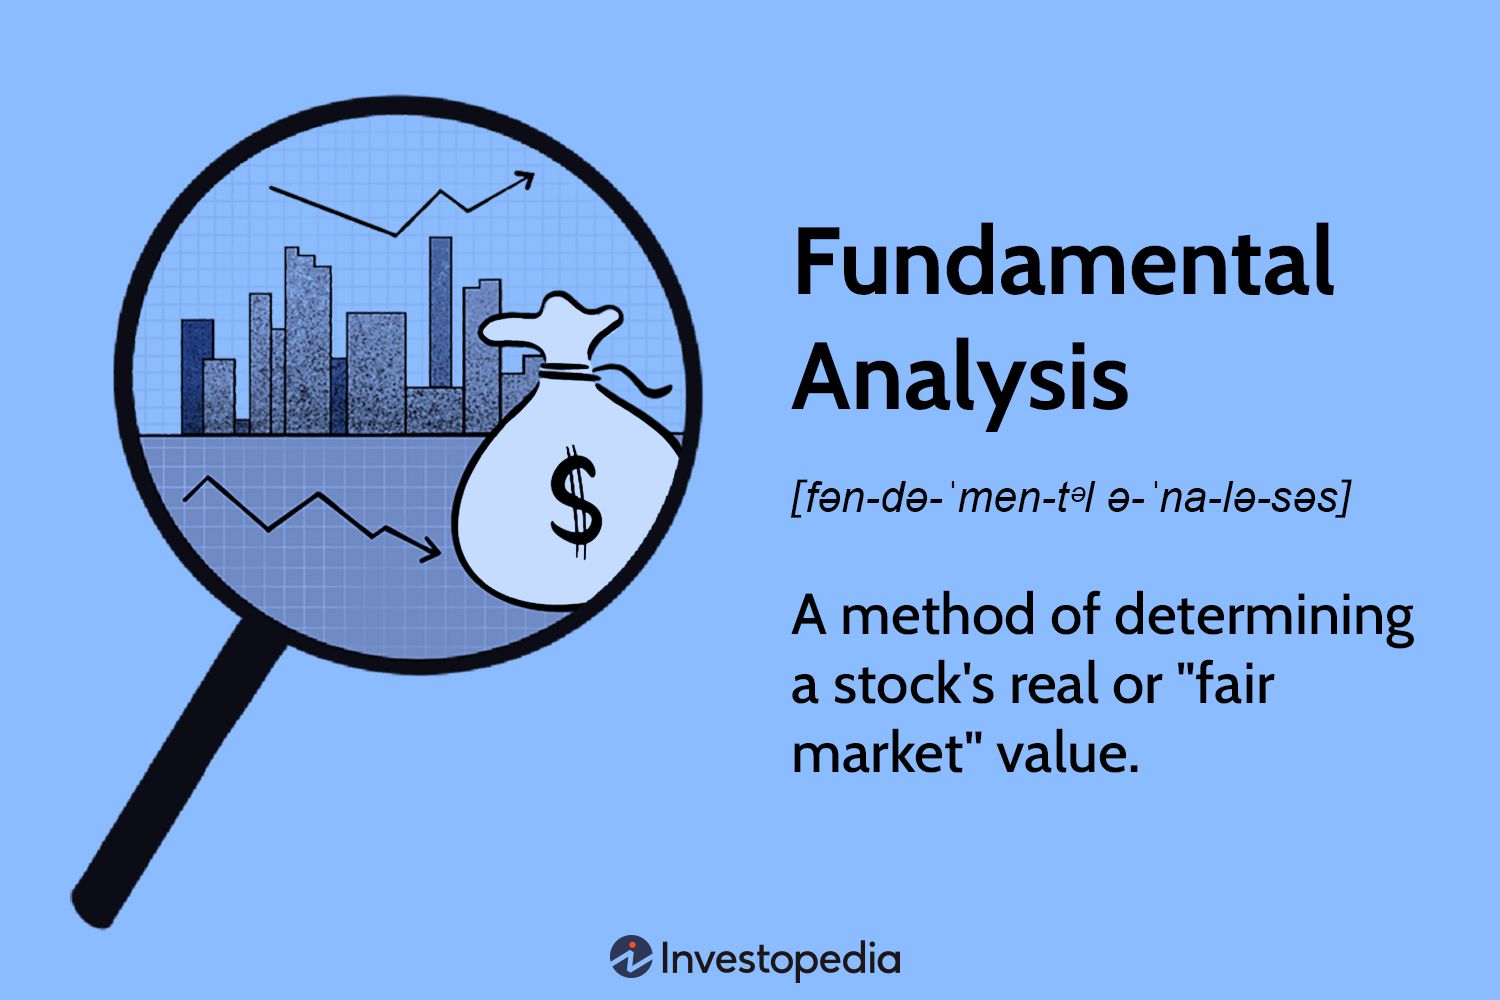 Fundamental
Analysis
[fən-də-ˈmen-tᵊl ə-ˈna-lə-səs]
A method of determining
a stock's real or "fair
market" value.
$
Investopedia